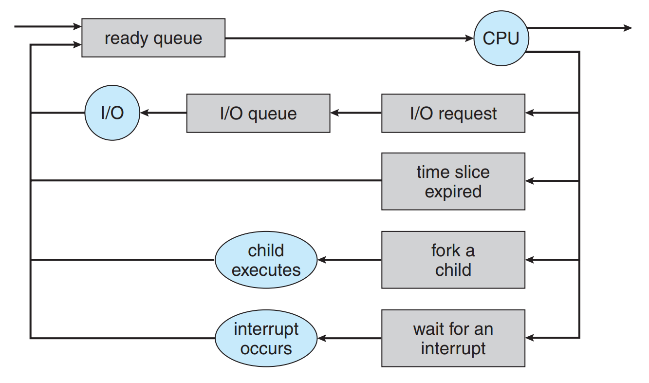 ready queue
CPU
I/O
I/O queue
I/O request
time slice
expired
child
executes
fork a
child
interrupt
occurs
wait for an
interrupt